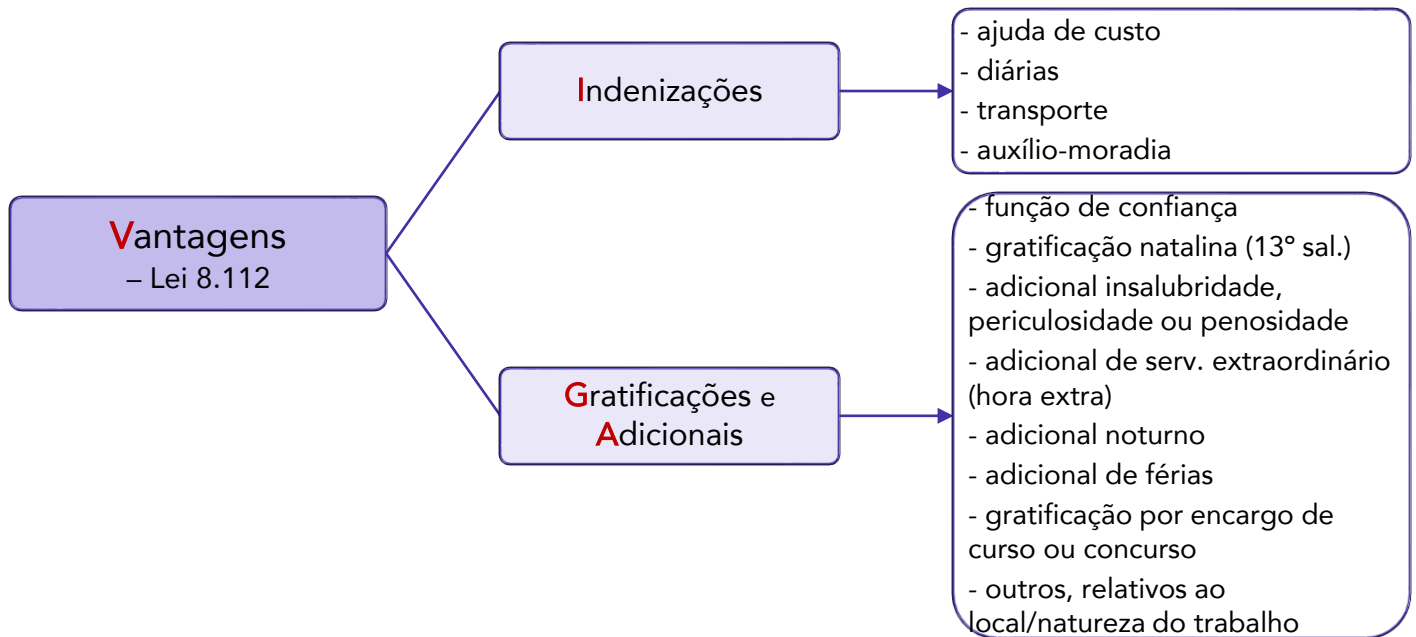 Vantagens
– Lei 8.112
Indenizações
- ajuda de custo
- diárias
- transporte
- auxílio-moradia
Gratificações e
Adicionais
- função de confiança
- gratificação natalina (13º sal.)
- adicional insalubridade,
periculosidade ou penosidade
- adicional de serv. extraordinário
(hora extra)
- adicional noturno
- adicional de férias
- gratificação por encargo de
curso ou concurso
- outros, relativos ao
local/natureza do trabalho